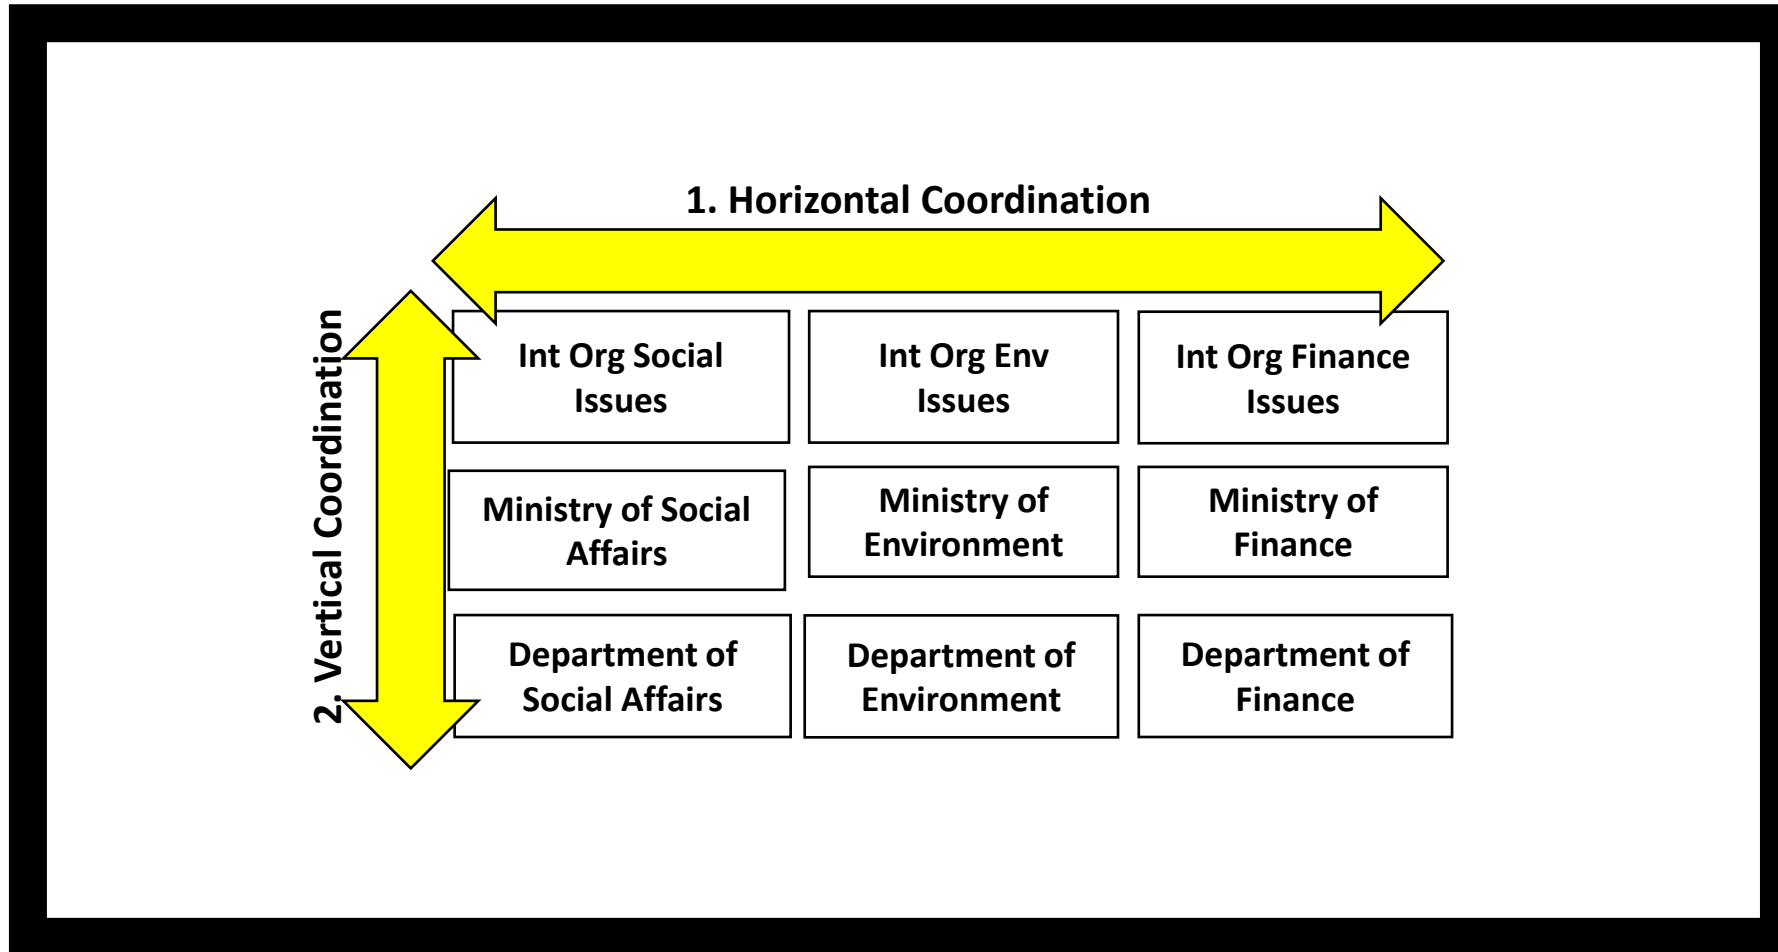 1. Horizontal Coordination
2. Vertical Coordination
Int Org Social
Issues
Int Org Env
Issues
Int Org Finance
Issues
Ministry of Social
Affairs
Ministry of
Environment
Ministry of
Finance
Department of
Social Affairs
Department of
Environment
Department of
Finance